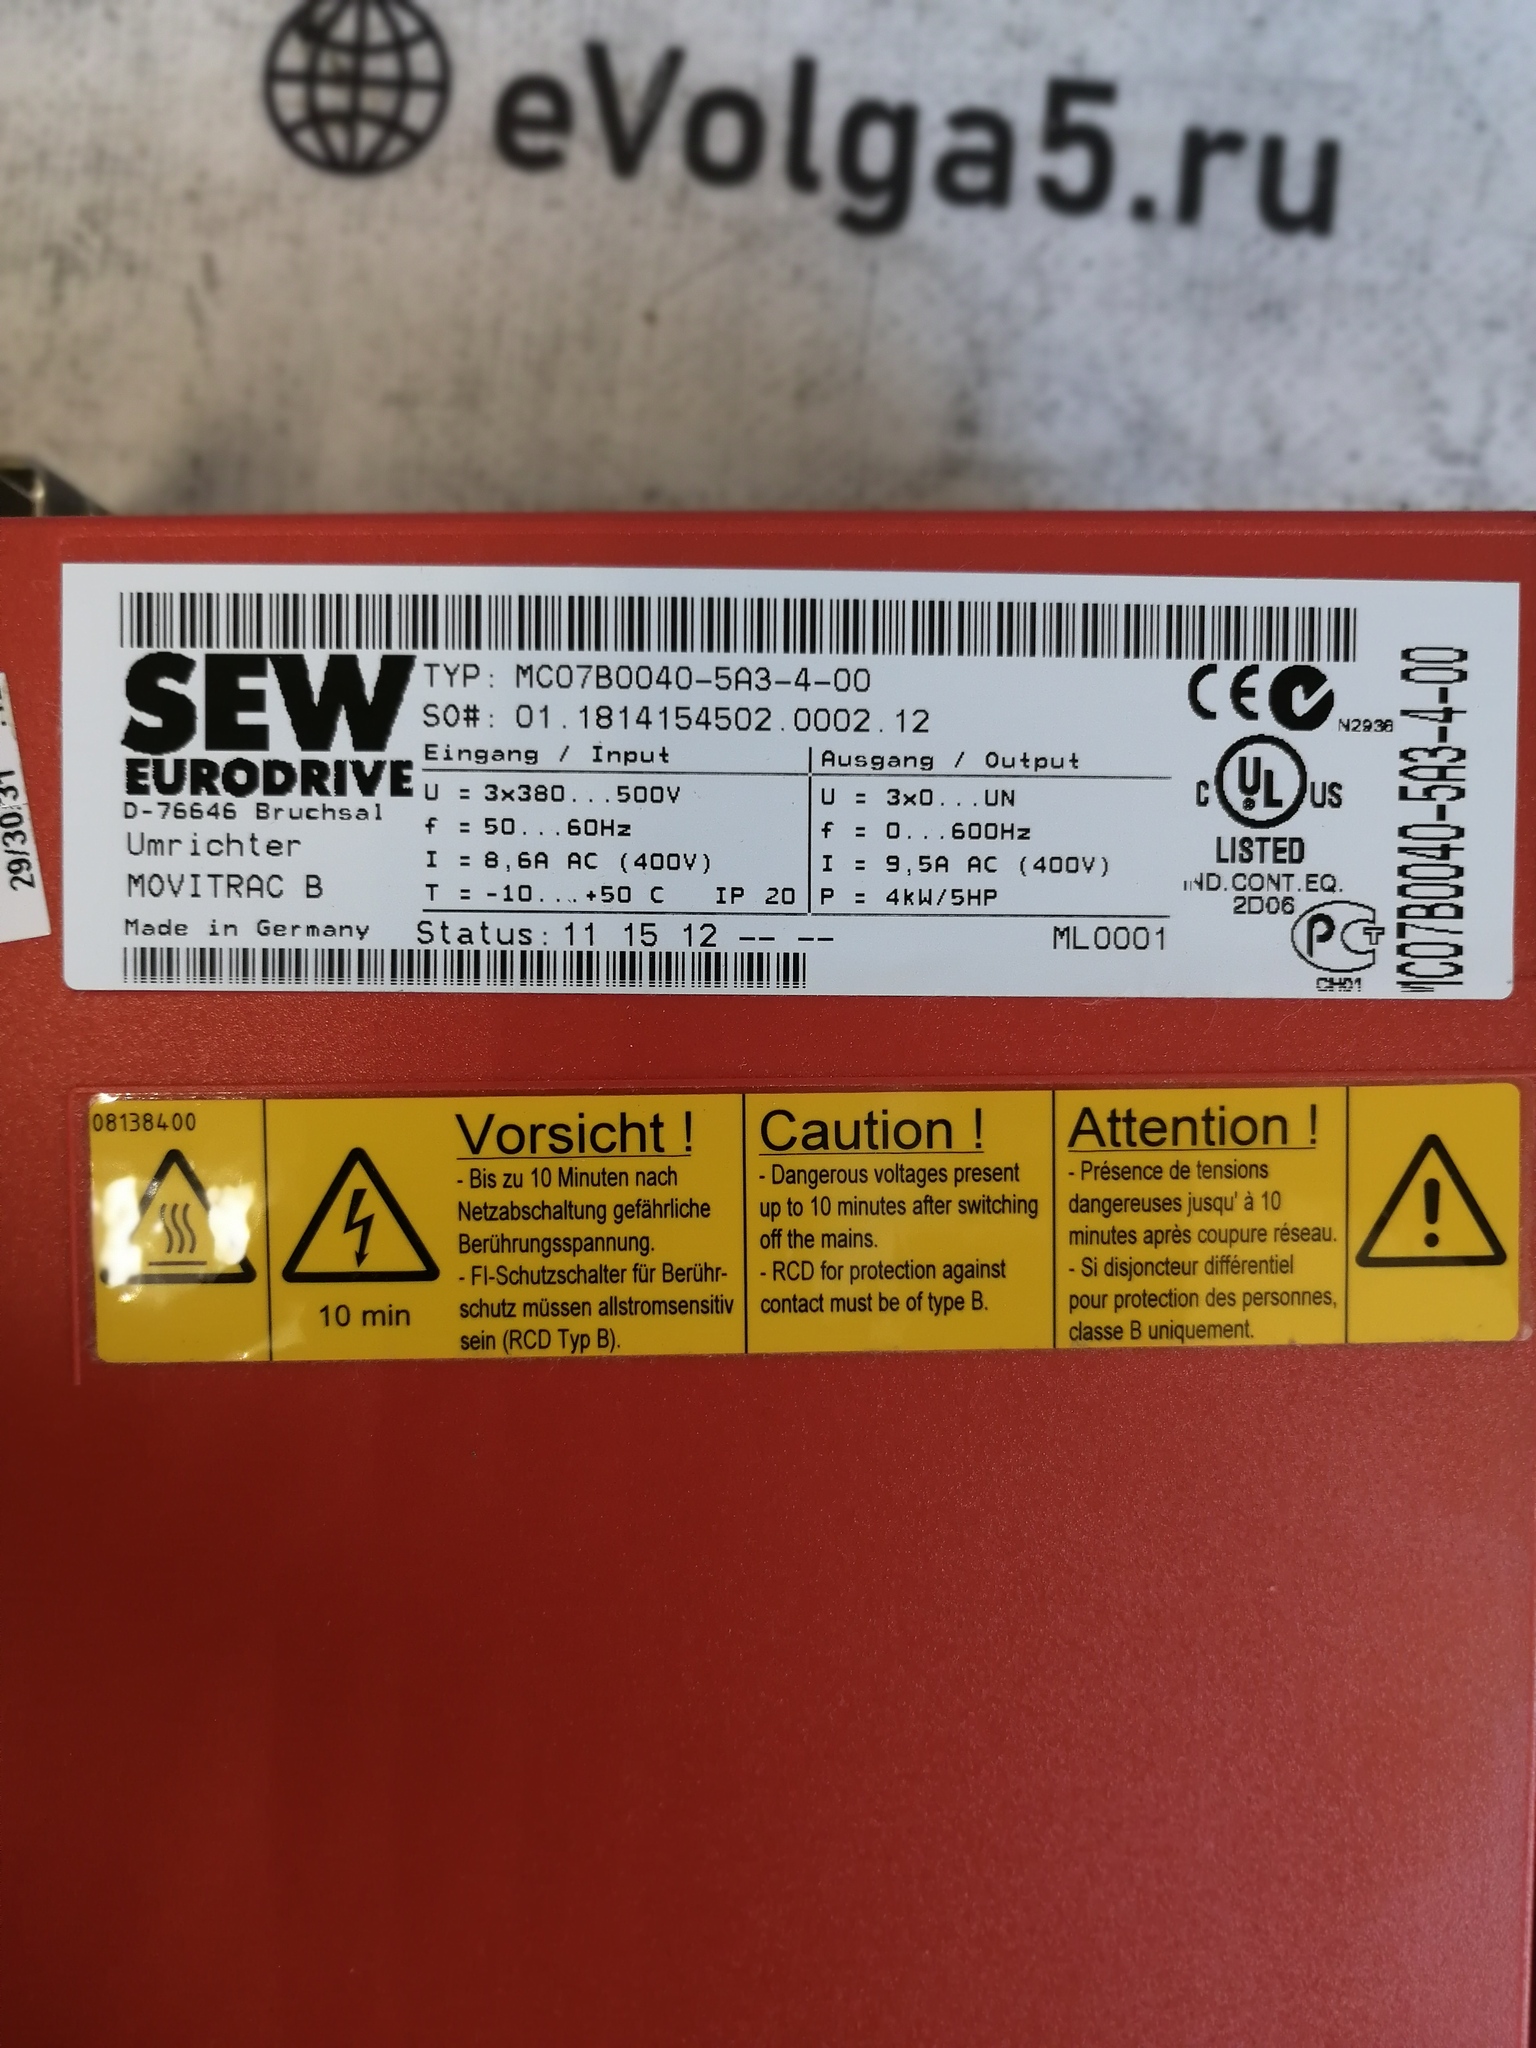 eVolga5.ru
29/30/31
SEW
EURODRIVE
D-76646 Bruchsal
Umrichter
MOVITRAC B
Made in Germany
TYP: MC07B0040-5A3-4-00
SO#: 01.1814154502.0002.12
Eingang / Input
U = 3x380...500V
f = 50...60Hz
I = 8,6A AC (400V)
T = -10...+50 C IP 20
Ausgang / Output
U = 3x0...UN
f = 0...600Hz
I = 9,5A AC (400V)
P = 4kW/5HP
Status: 11 15 12 -- -- ML0001
CE N2936
C UL US
LISTED
IND.CONT.EQ.
2D06
PCT
CH01
MC07B0040-5A3-4-00
08138400
10 min
Vorsicht !
- Bis zu 10 Minuten nach
Netzabschaltung gefährliche
Berührungsspannung.
- FI-Schutzschalter für Berühr-
schutz müssen allstromsensitiv
sein (RCD Typ B).
Caution !
- Dangerous voltages present
up to 10 minutes after switching
off the mains.
- RCD for protection against
contact must be of type B.
Attention !
- Présence de tensions
dangereuses jusqu' à 10
minutes après coupure réseau.
- Si disjoncteur différentiel
pour protection des personnes,
classe B uniquement.